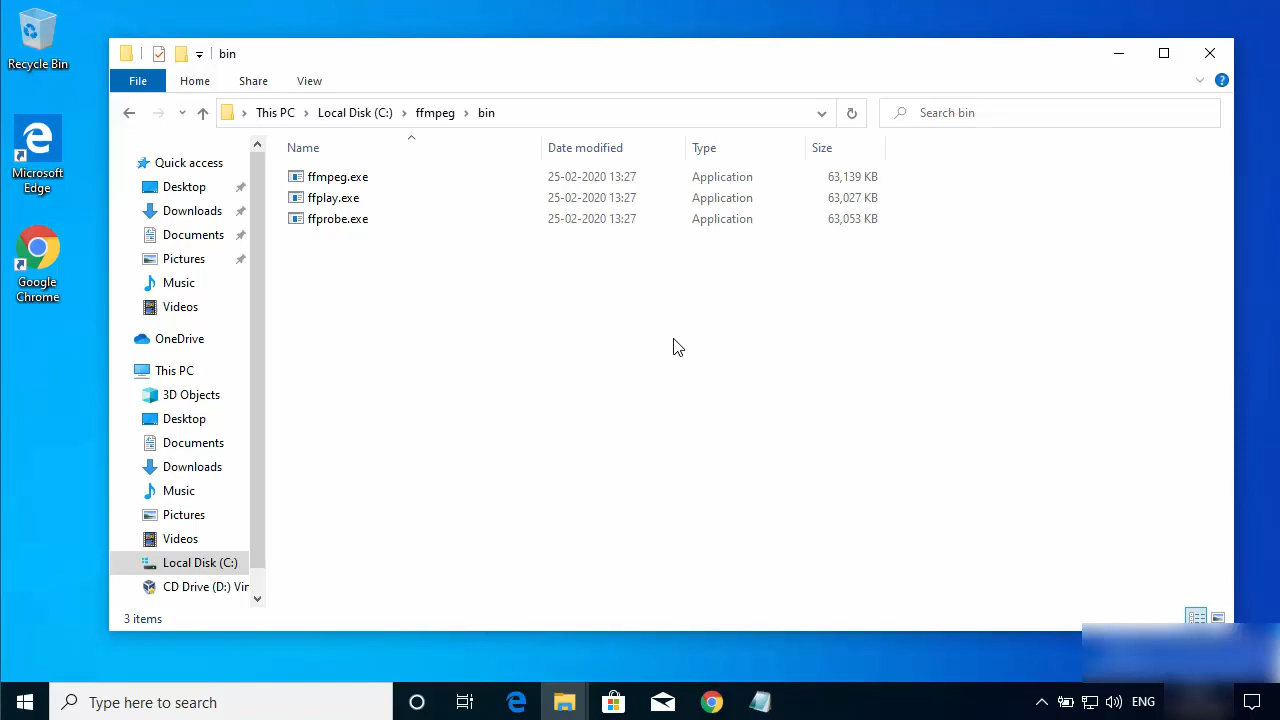 Recycle Bin
Microsoft
Edge
Google
Chrome
bin
File Home Share View
This PC Local Disk (C:) ffmpeg bin
Search bin
Name Date modified Type Size
ffmpeg.exe 25-02-2020 13:27 Application 63,139 KB
ffplay.exe 25-02-2020 13:27 Application 63,027 KB
ffprobe.exe 25-02-2020 13:27 Application 63,053 KB
Quick access
Desktop
Downloads
Documents
Pictures
Music
Videos
OneDrive
This PC
3D Objects
Desktop
Documents
Downloads
Music
Pictures
Videos
Local Disk (C:)
CD Drive (D:) Vir
3 items
Type here to search
ENG